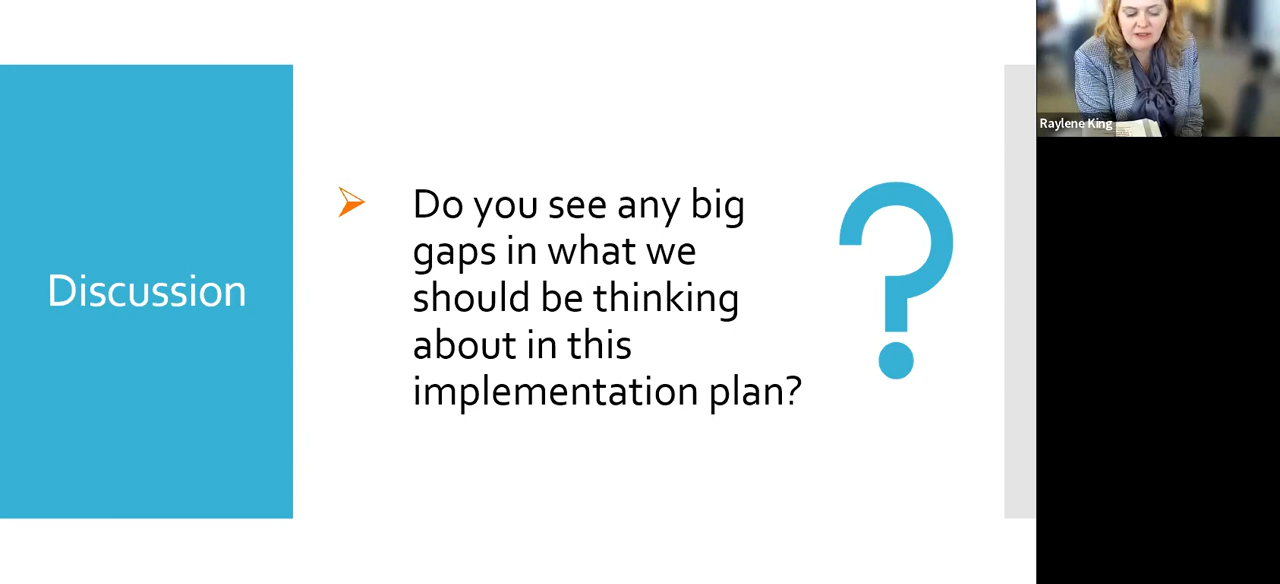 Discussion
Do you see any big
gaps in what we
should be thinking
about in this
implementation plan?
?
Raylene King